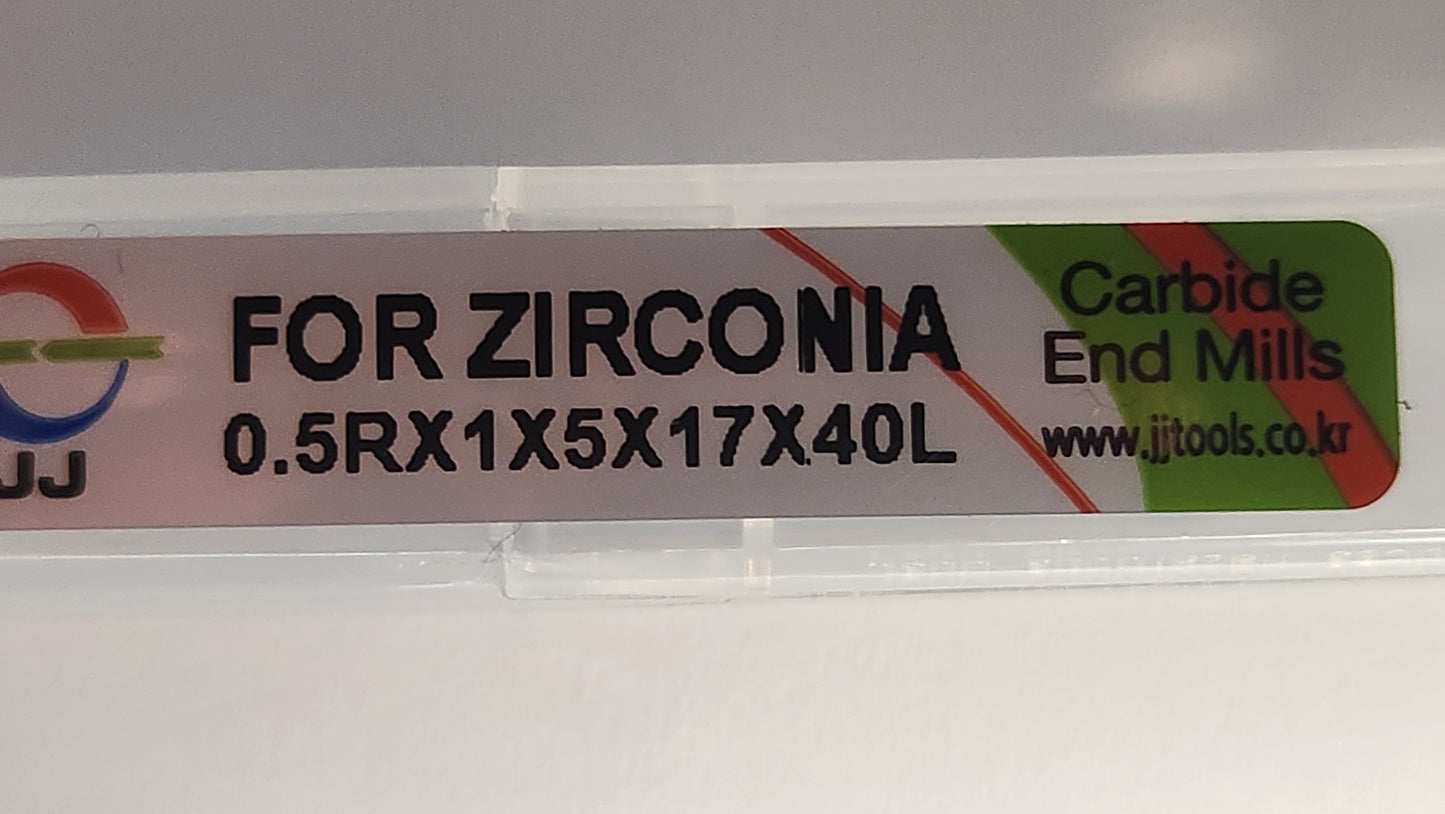 JJ
FOR ZIRCONIA
0.5RX1X5X17X40L
Carbide
End Mills
www.jjtools.co.kr